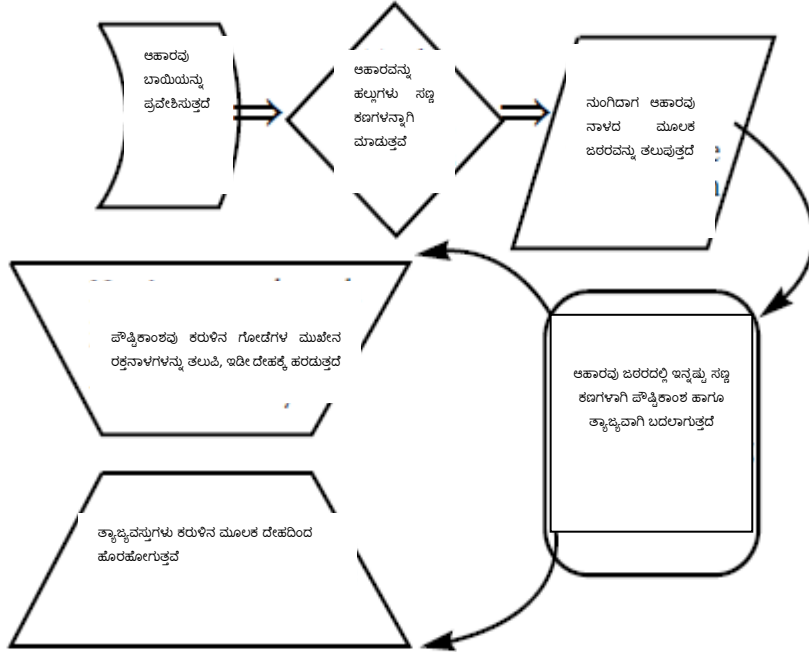 ಆಹಾರವು
ಬಾಯಿಯನ್ನು
ಪ್ರವೇಶಿಸುತ್ತದೆ
ಆಹಾರವನ್ನು
ಹಲ್ಲುಗಳು ಸಣ್ಣ
ಕಣಗಳನ್ನಾಗಿ
ಮಾಡುತ್ತವೆ
ನುಂಗಿದಾಗ ಆಹಾರವು
ನಾಳದ ಮೂಲಕ
ಜಠರವನ್ನು ತಲುಪುತ್ತದೆ
ಆಹಾರವು ಜಠರದಲ್ಲಿ ಇನ್ನಷ್ಟು ಸಣ್ಣ
ಕಣಗಳಾಗಿ ಪೌಷ್ಟಿಕಾಂಶ ಹಾಗೂ
ತ್ಯಾಜ್ಯವಾಗಿ ಬದಲಾಗುತ್ತದೆ
ಪೌಷ್ಟಿಕಾಂಶವು ಕರುಳಿನ ಗೋಡೆಗಳ ಮುಖೇನ
ರಕ್ತನಾಳಗಳನ್ನು ತಲುಪಿ, ಇಡೀ ದೇಹಕ್ಕೆ ಹರಡುತ್ತದೆ
ತ್ಯಾಜ್ಯವಸ್ತುಗಳು ಕರುಳಿನ ಮೂಲಕ ದೇಹದಿಂದ
ಹೊರಹೋಗುತ್ತವೆ